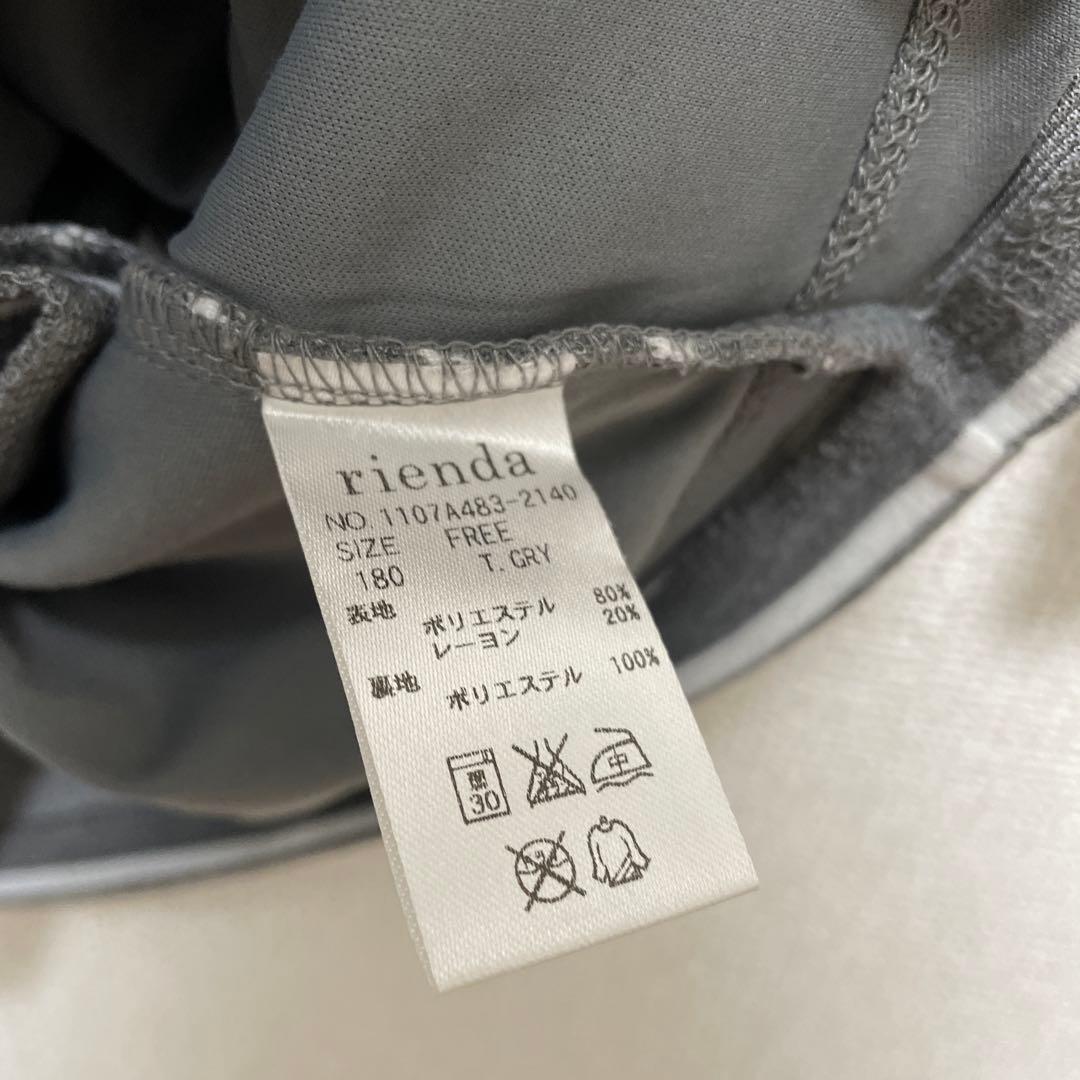 rienda
NO. 1107A483-2140
SIZE FREE
180 T.GRY
表地 ポリエステル 80%
レーヨン 20%
裏地 ポリエステル 100%
30
中